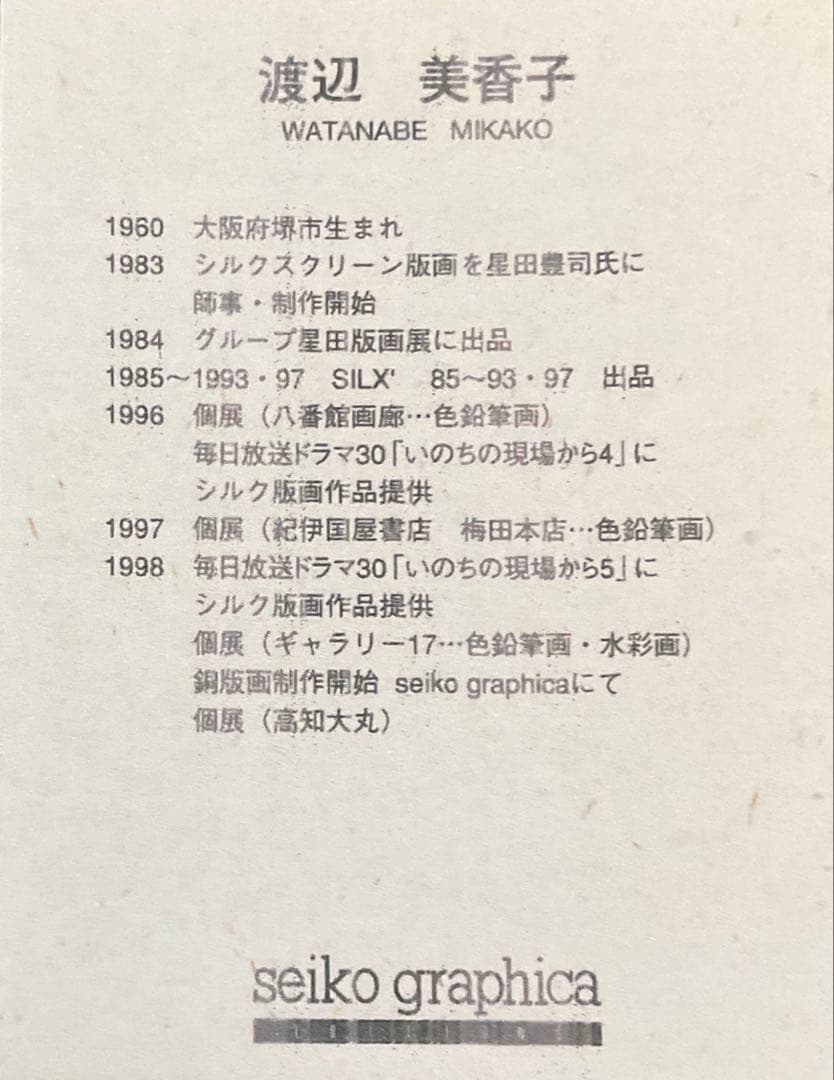 渡辺　美香子
WATANABE MIKAKO
1960 大阪府堺市生まれ
1983 シルクスクリーン版画を星田豊司氏に
師事・制作開始
1984 グループ星田版画展に出品
1985～1993・97 SILX' 85～93・97 出品
1996 個展（八番館画廊…色鉛筆画）
毎日放送ドラマ30「いのちの現場から4」に
シルク版画作品提供
1997 個展（紀伊国屋書店　梅田本店…色鉛筆画）
1998 毎日放送ドラマ30「いのちの現場から5」に
シルク版画作品提供
個展（ギャラリー17…色鉛筆画・水彩画）
銅版画制作開始 seiko graphicaにて
個展（高知大丸）
seiko graphica